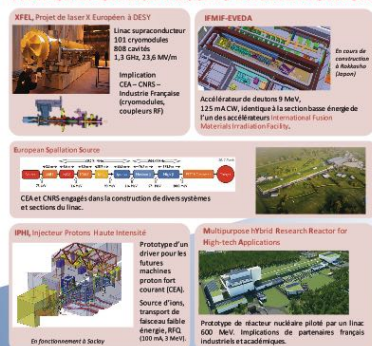 XFEL, Projet de laser X Européen à DESY
Linac supraconducteur
101 cryomodules
808 cavités
1,3 GHz, 23,6 MV/m
Implication
CEA – CNRS –
Industrie Française
(cryomodules,
coupleurs RF)
IFMIF-EVEDA
En cours de
construction
à Rokkasho
(Japon)
Accélérateur de deutons 9 MeV,
125 mA CW, identique à la section basse énergie de
l'un des accélérateurs International Fusion
Materials Irradiation Facility.
European Spallation Source
CEA et CNRS engagés dans la construction de divers systèmes
et sections du linac.
IPHI, Injecteur Protons Haute Intensité
Prototype d'un
driver pour les
futures
machines
proton fort
courant (CEA).
Source d'ions,
transport de
faisceau faible
énergie, RFQ
(100 mA, 3 MeV).
En fonctionnement à Saclay
Multipurpose hYbrid Research Reactor for
High-tech Applications
Prototype de réacteur nucléaire piloté par un linac
600 MeV. Implications de partenaires français
industriels et académiques.